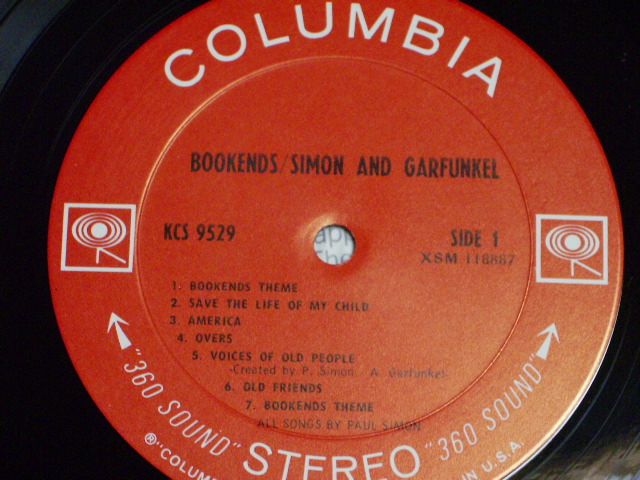 COLUMBIA
BOOKENDS/SIMON AND GARFUNKEL
KCS 9529
SIDE 1
XSM 118887
1. BOOKENDS THEME
2. SAVE THE LIFE OF MY CHILD
3. AMERICA
4. OVERS
5. VOICES OF OLD PEOPLE
-Created by P. Simon - A. Garfunkel-
6. OLD FRIENDS
7. BOOKENDS THEME
ALL SONGS BY PAUL SIMON
"360 SOUND" STEREO "360 SOUND"
® "COLUM
IN U.S.A.